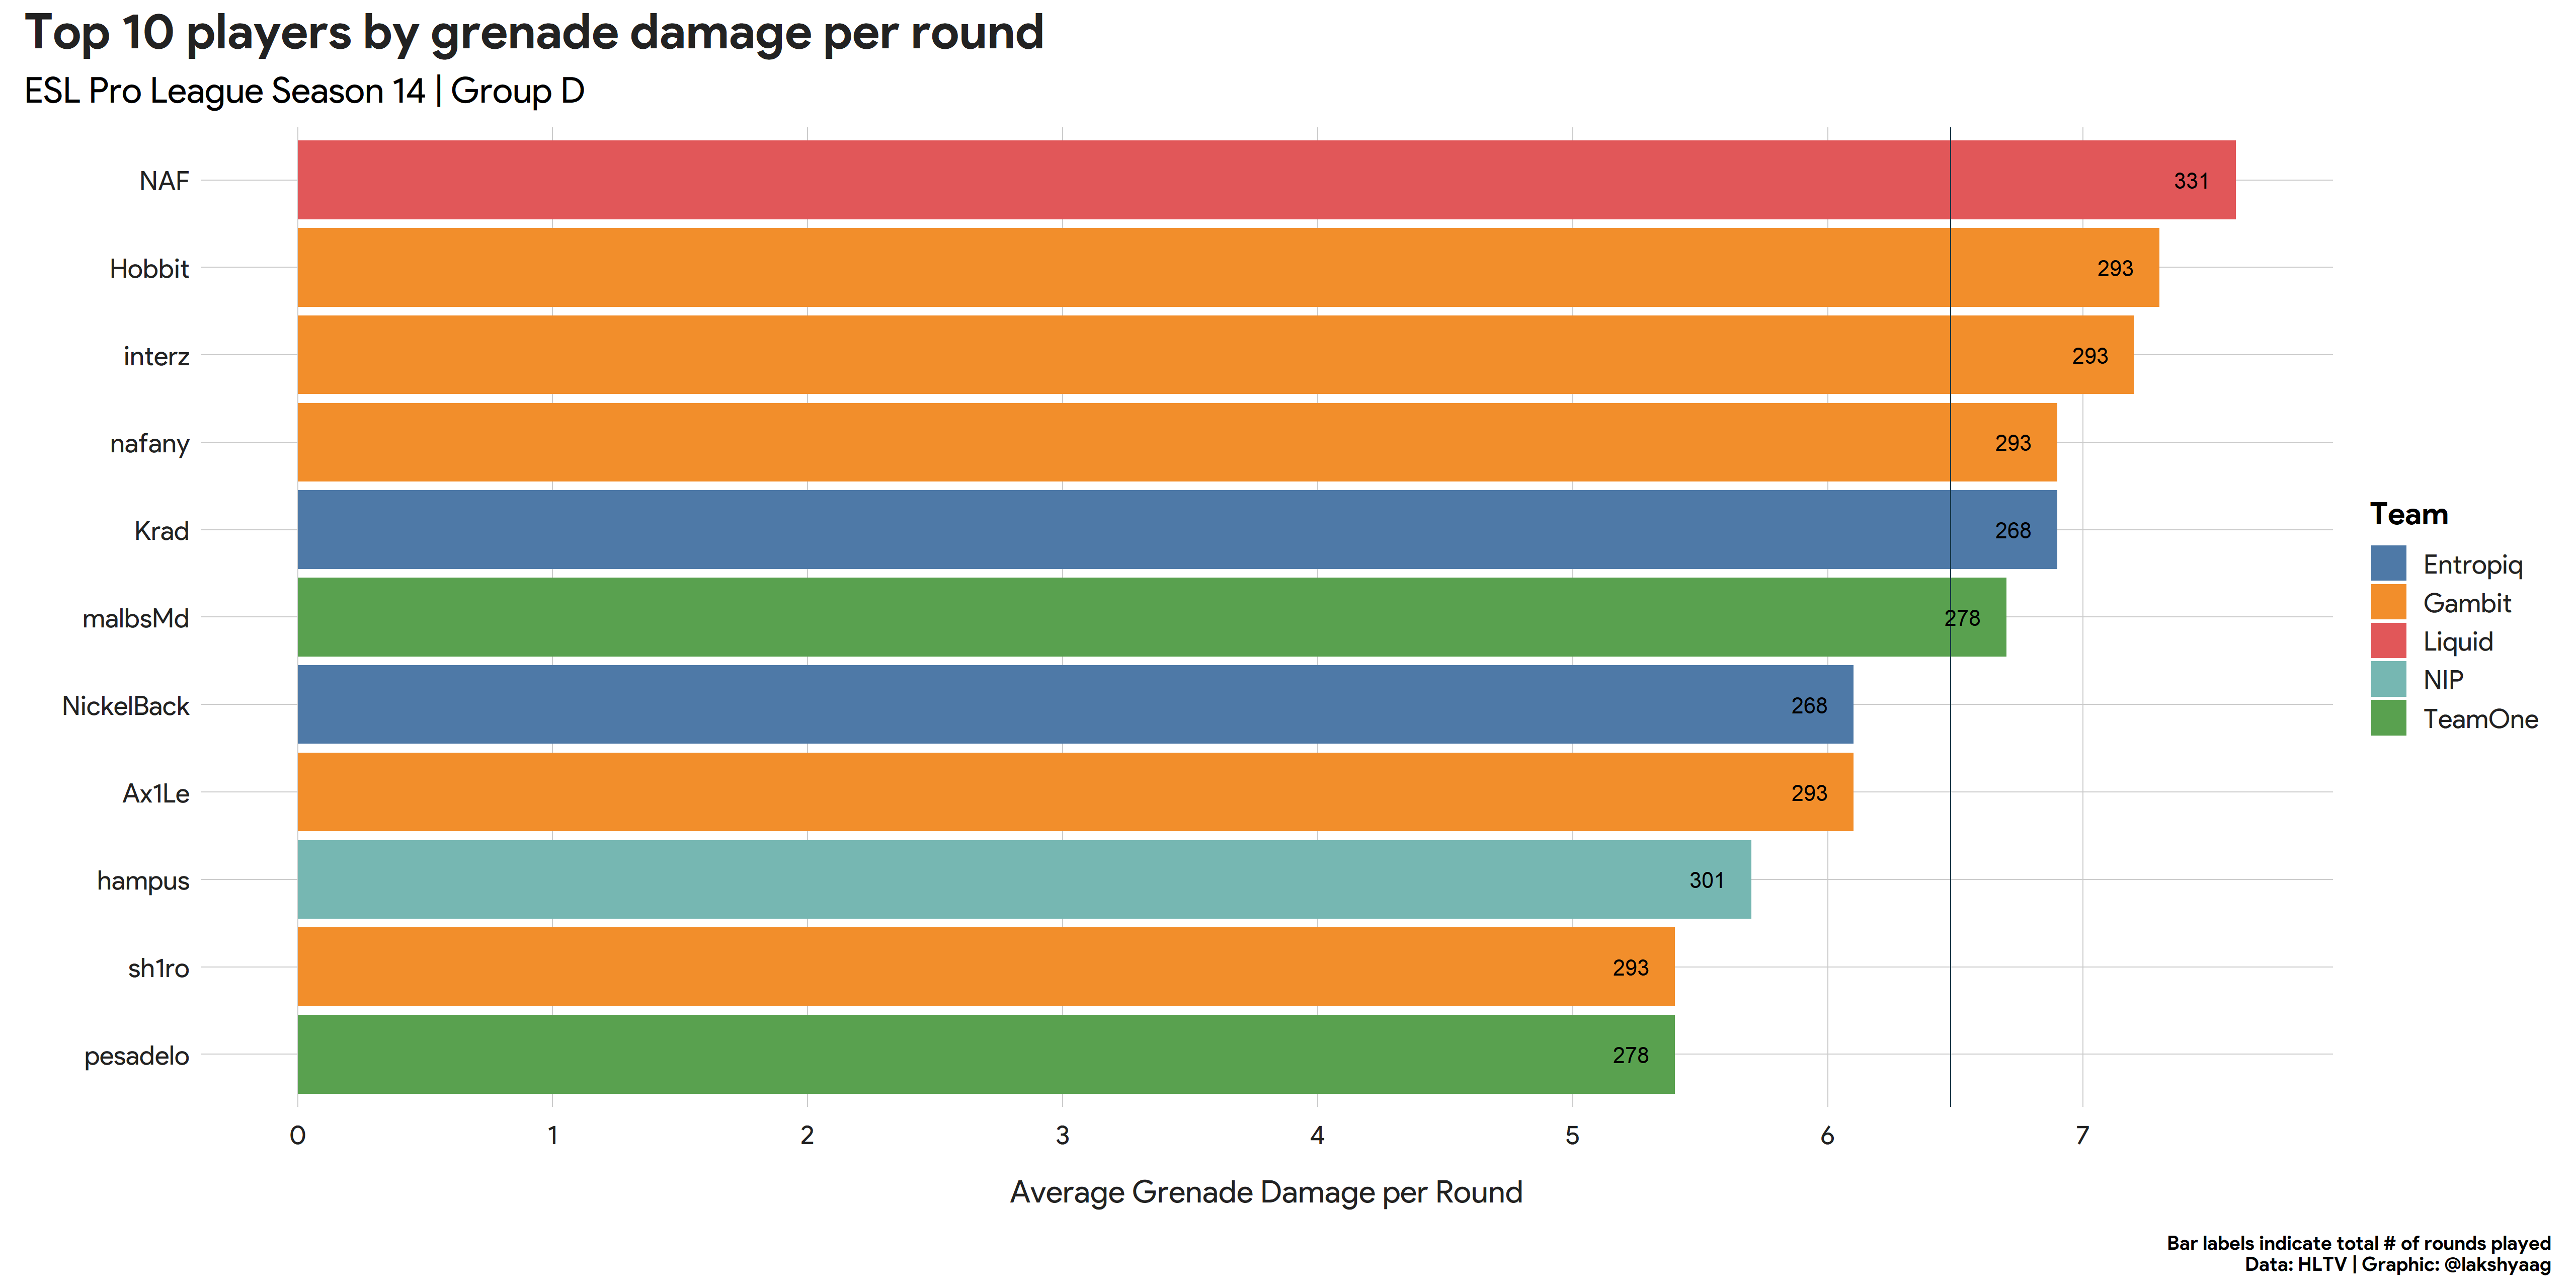 Top 10 players by grenade damage per round
ESL Pro League Season 14 | Group D
NAF 331
Hobbit 293
interz 293
nafany 293
Krad 268
malbsMd 278
NickelBack 268
Ax1Le 293
hampus 301
sh1ro 293
pesadelo 278
0 1 2 3 4 5 6 7
Average Grenade Damage per Round
Team
Entropiq
Gambit
Liquid
NIP
TeamOne
Bar labels indicate total # of rounds played
Data: HLTV | Graphic: @lakshyaag